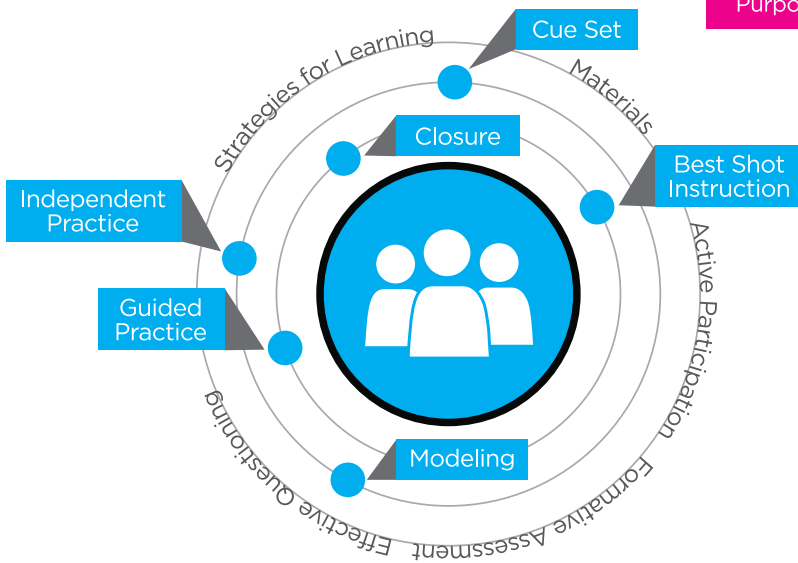 Cue Set
Closure
Best Shot
Instruction
Independent
Practice
Guided
Practice
Modeling
Strategies for Learning
Materials
Active Participation
Formative Assessment
Effective Questioning